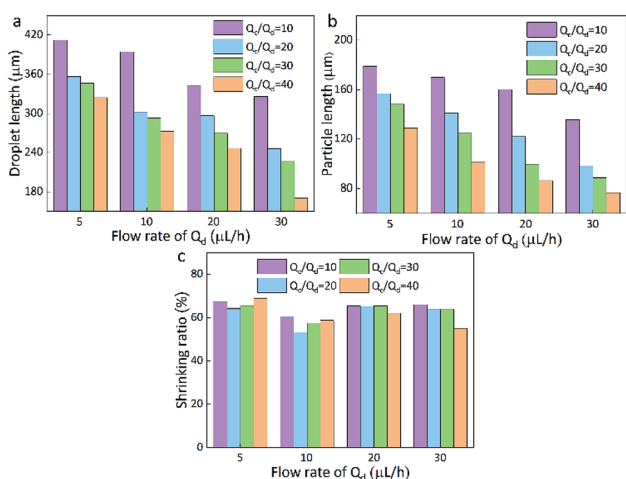 a
Droplet length (μm)
420
360
300
240
180
Qc/Qd=10
Qc/Qd=20
Qc/Qd=30
Qc/Qd=40
5 10 20 30
Flow rate of Qd (μL/h)
b
Particle length (μm)
200
160
120
80
Qc/Qd=10
Qc/Qd=20
Qc/Qd=30
Qc/Qd=40
5 10 20 30
Flow rate of Qd (μL/h)
c
Shrinking ratio (%)
80
60
40
20
0
Qc/Qd=10 Qc/Qd=30
Qc/Qd=20 Qc/Qd=40
5 10 20 30
Flow rate of Qd (μL/h)